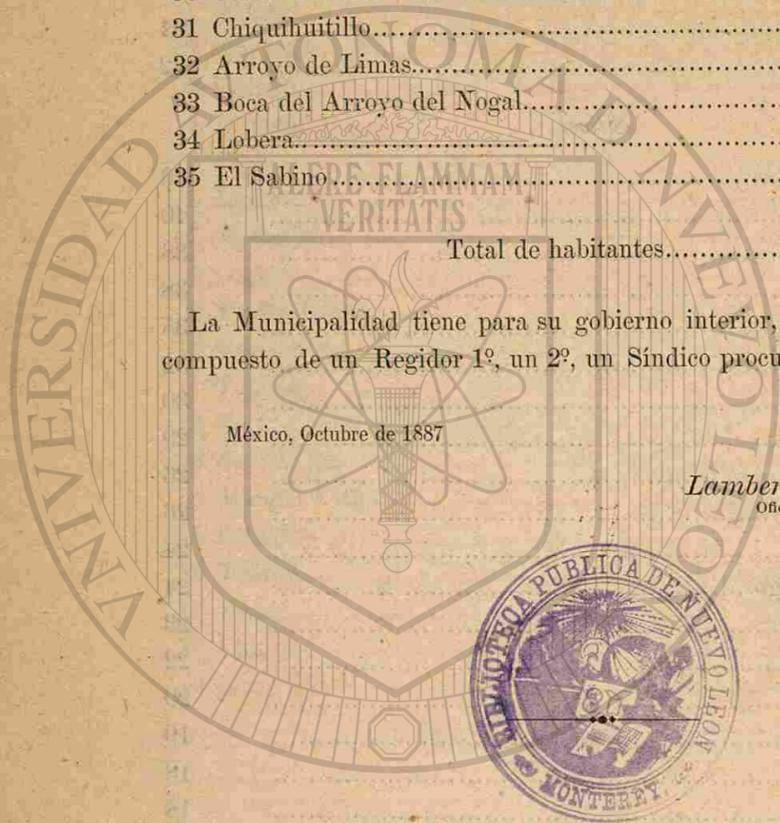 31 Chiquihuitillo
32 Arroyo de Limas
33 Boca del Arroyo del Nogal
34 Lobera
35 El Sabino
Total de habitantes
La Municipalidad tiene para su gobierno interior,
compuesto de un Regidor 1º, un 2º, un Síndico procu
México, Octubre de 1887
Lamber
Ofi
UNIVERSIDAD AUTONOMA DE NUEVO LEON
ALERE FLAMMAM
VERITATIS
BIBLIOTECA PUBLICA DE NUEVO LEON
MONTERREY